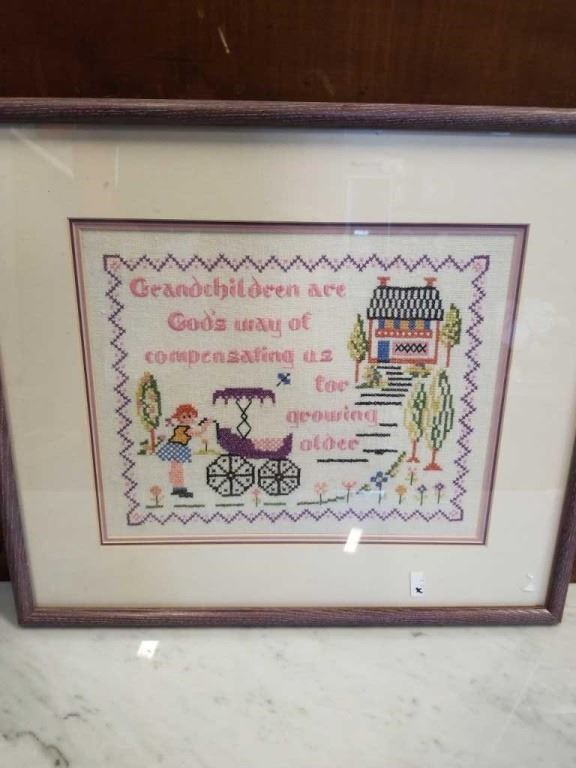 Grandchildren are
God's way of
compensating us
for
growing
older
x